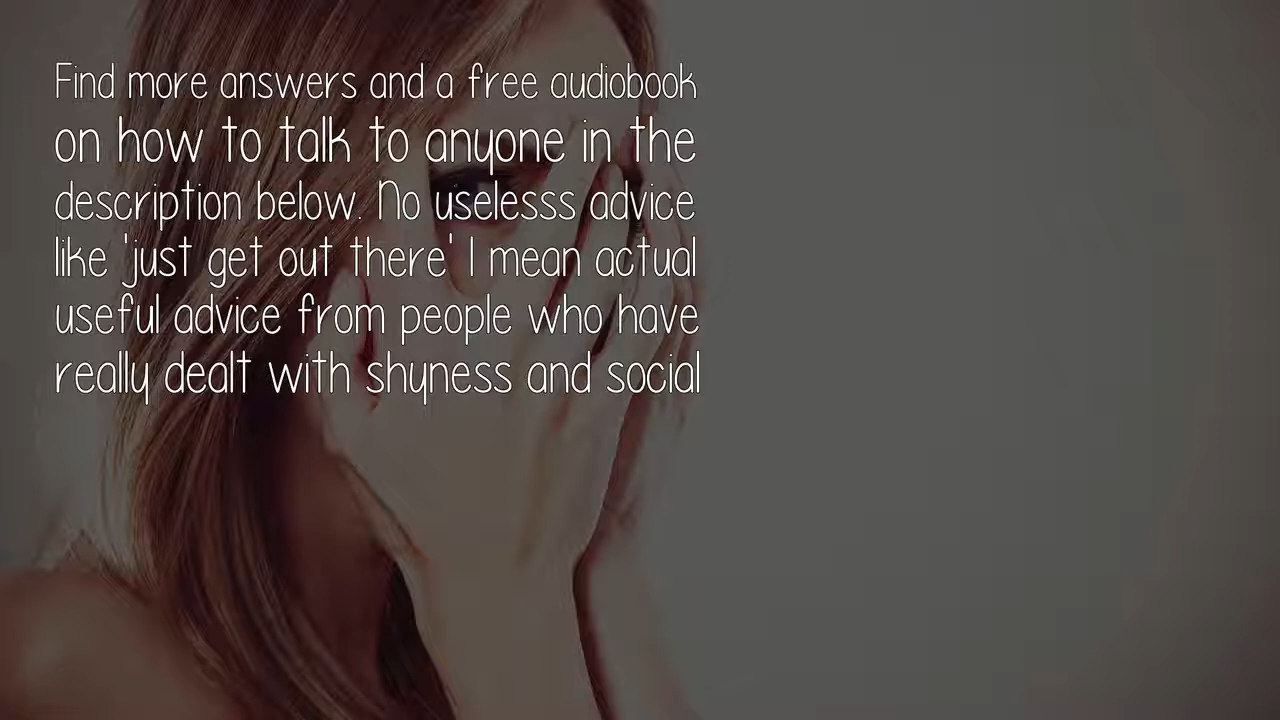 Find more answers and a free audiobook
on how to talk to anyone in the
description below. No uselesss advice
like 'just get out there' I mean actual
useful advice from people who have
really dealt with shyness and social